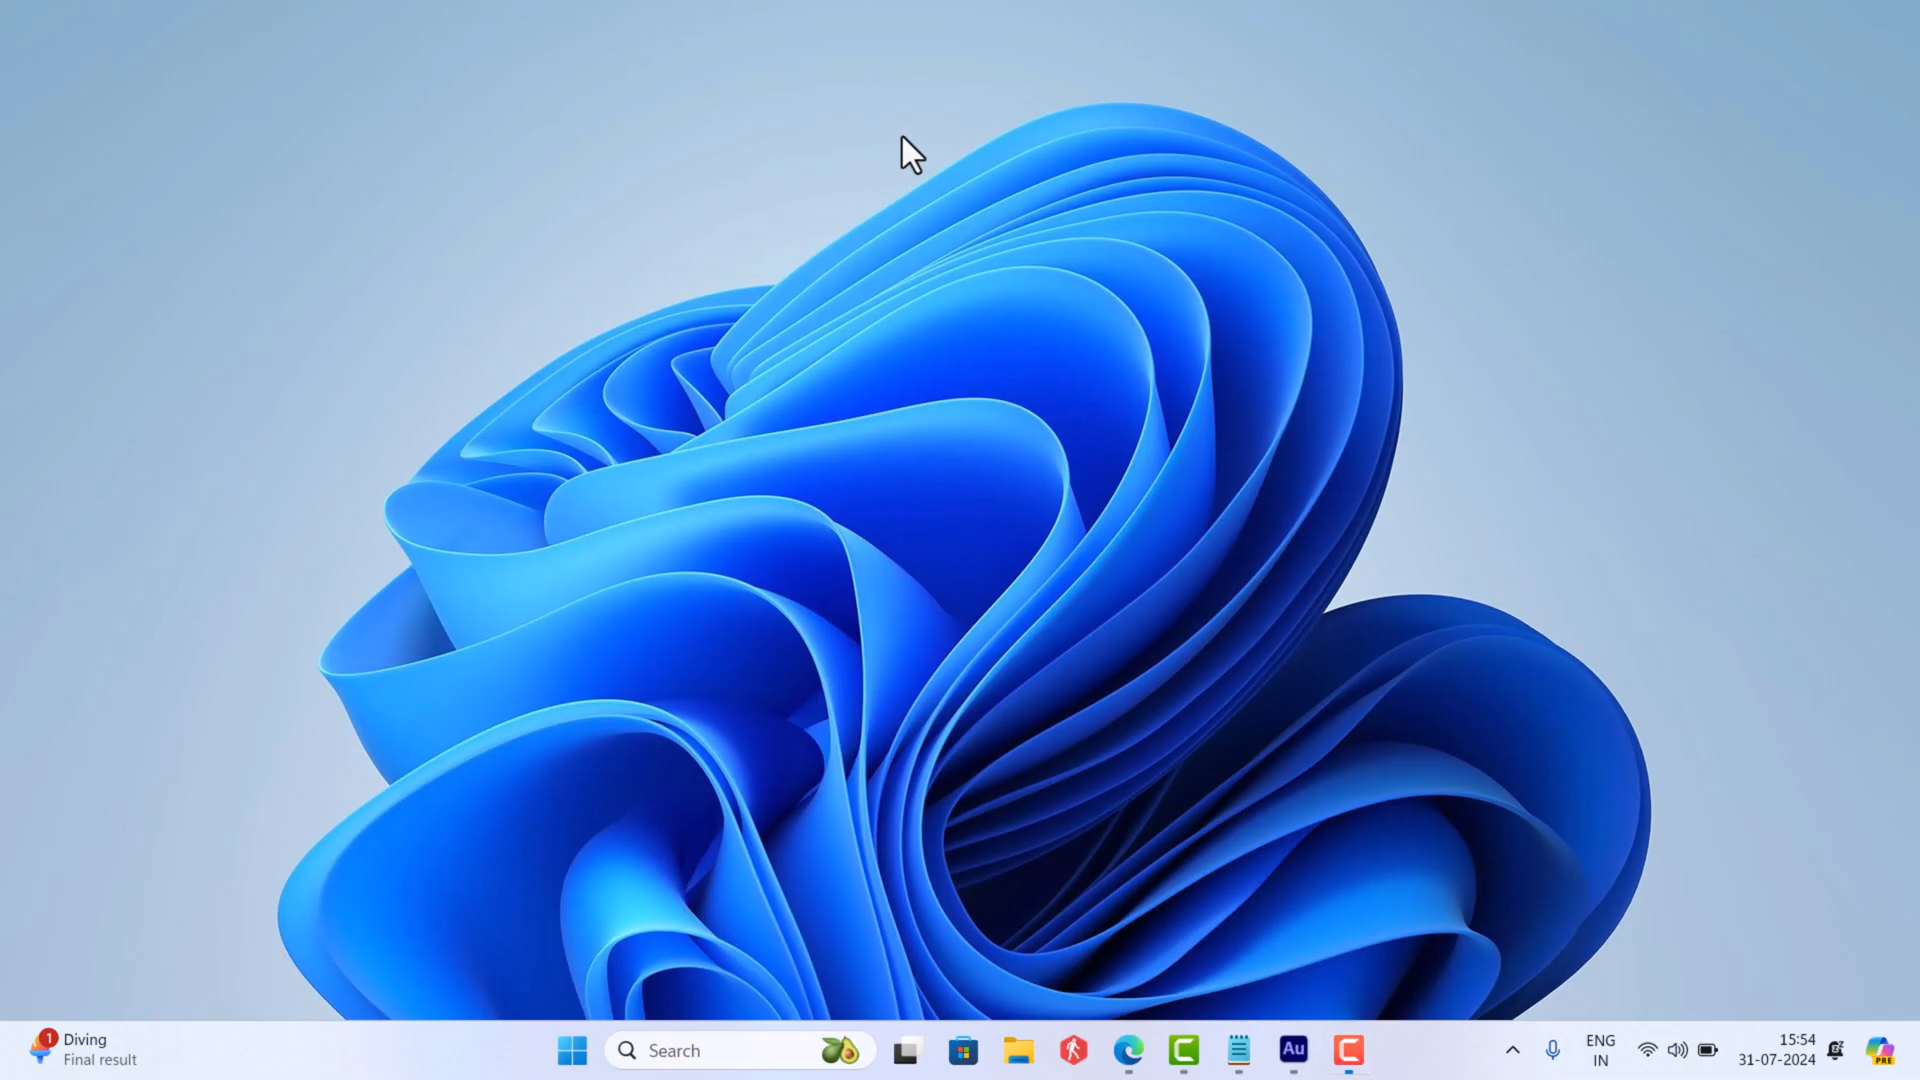 1
Diving
Final result
Search
Au
ENG
IN
15:54
31-07-2024
PRE